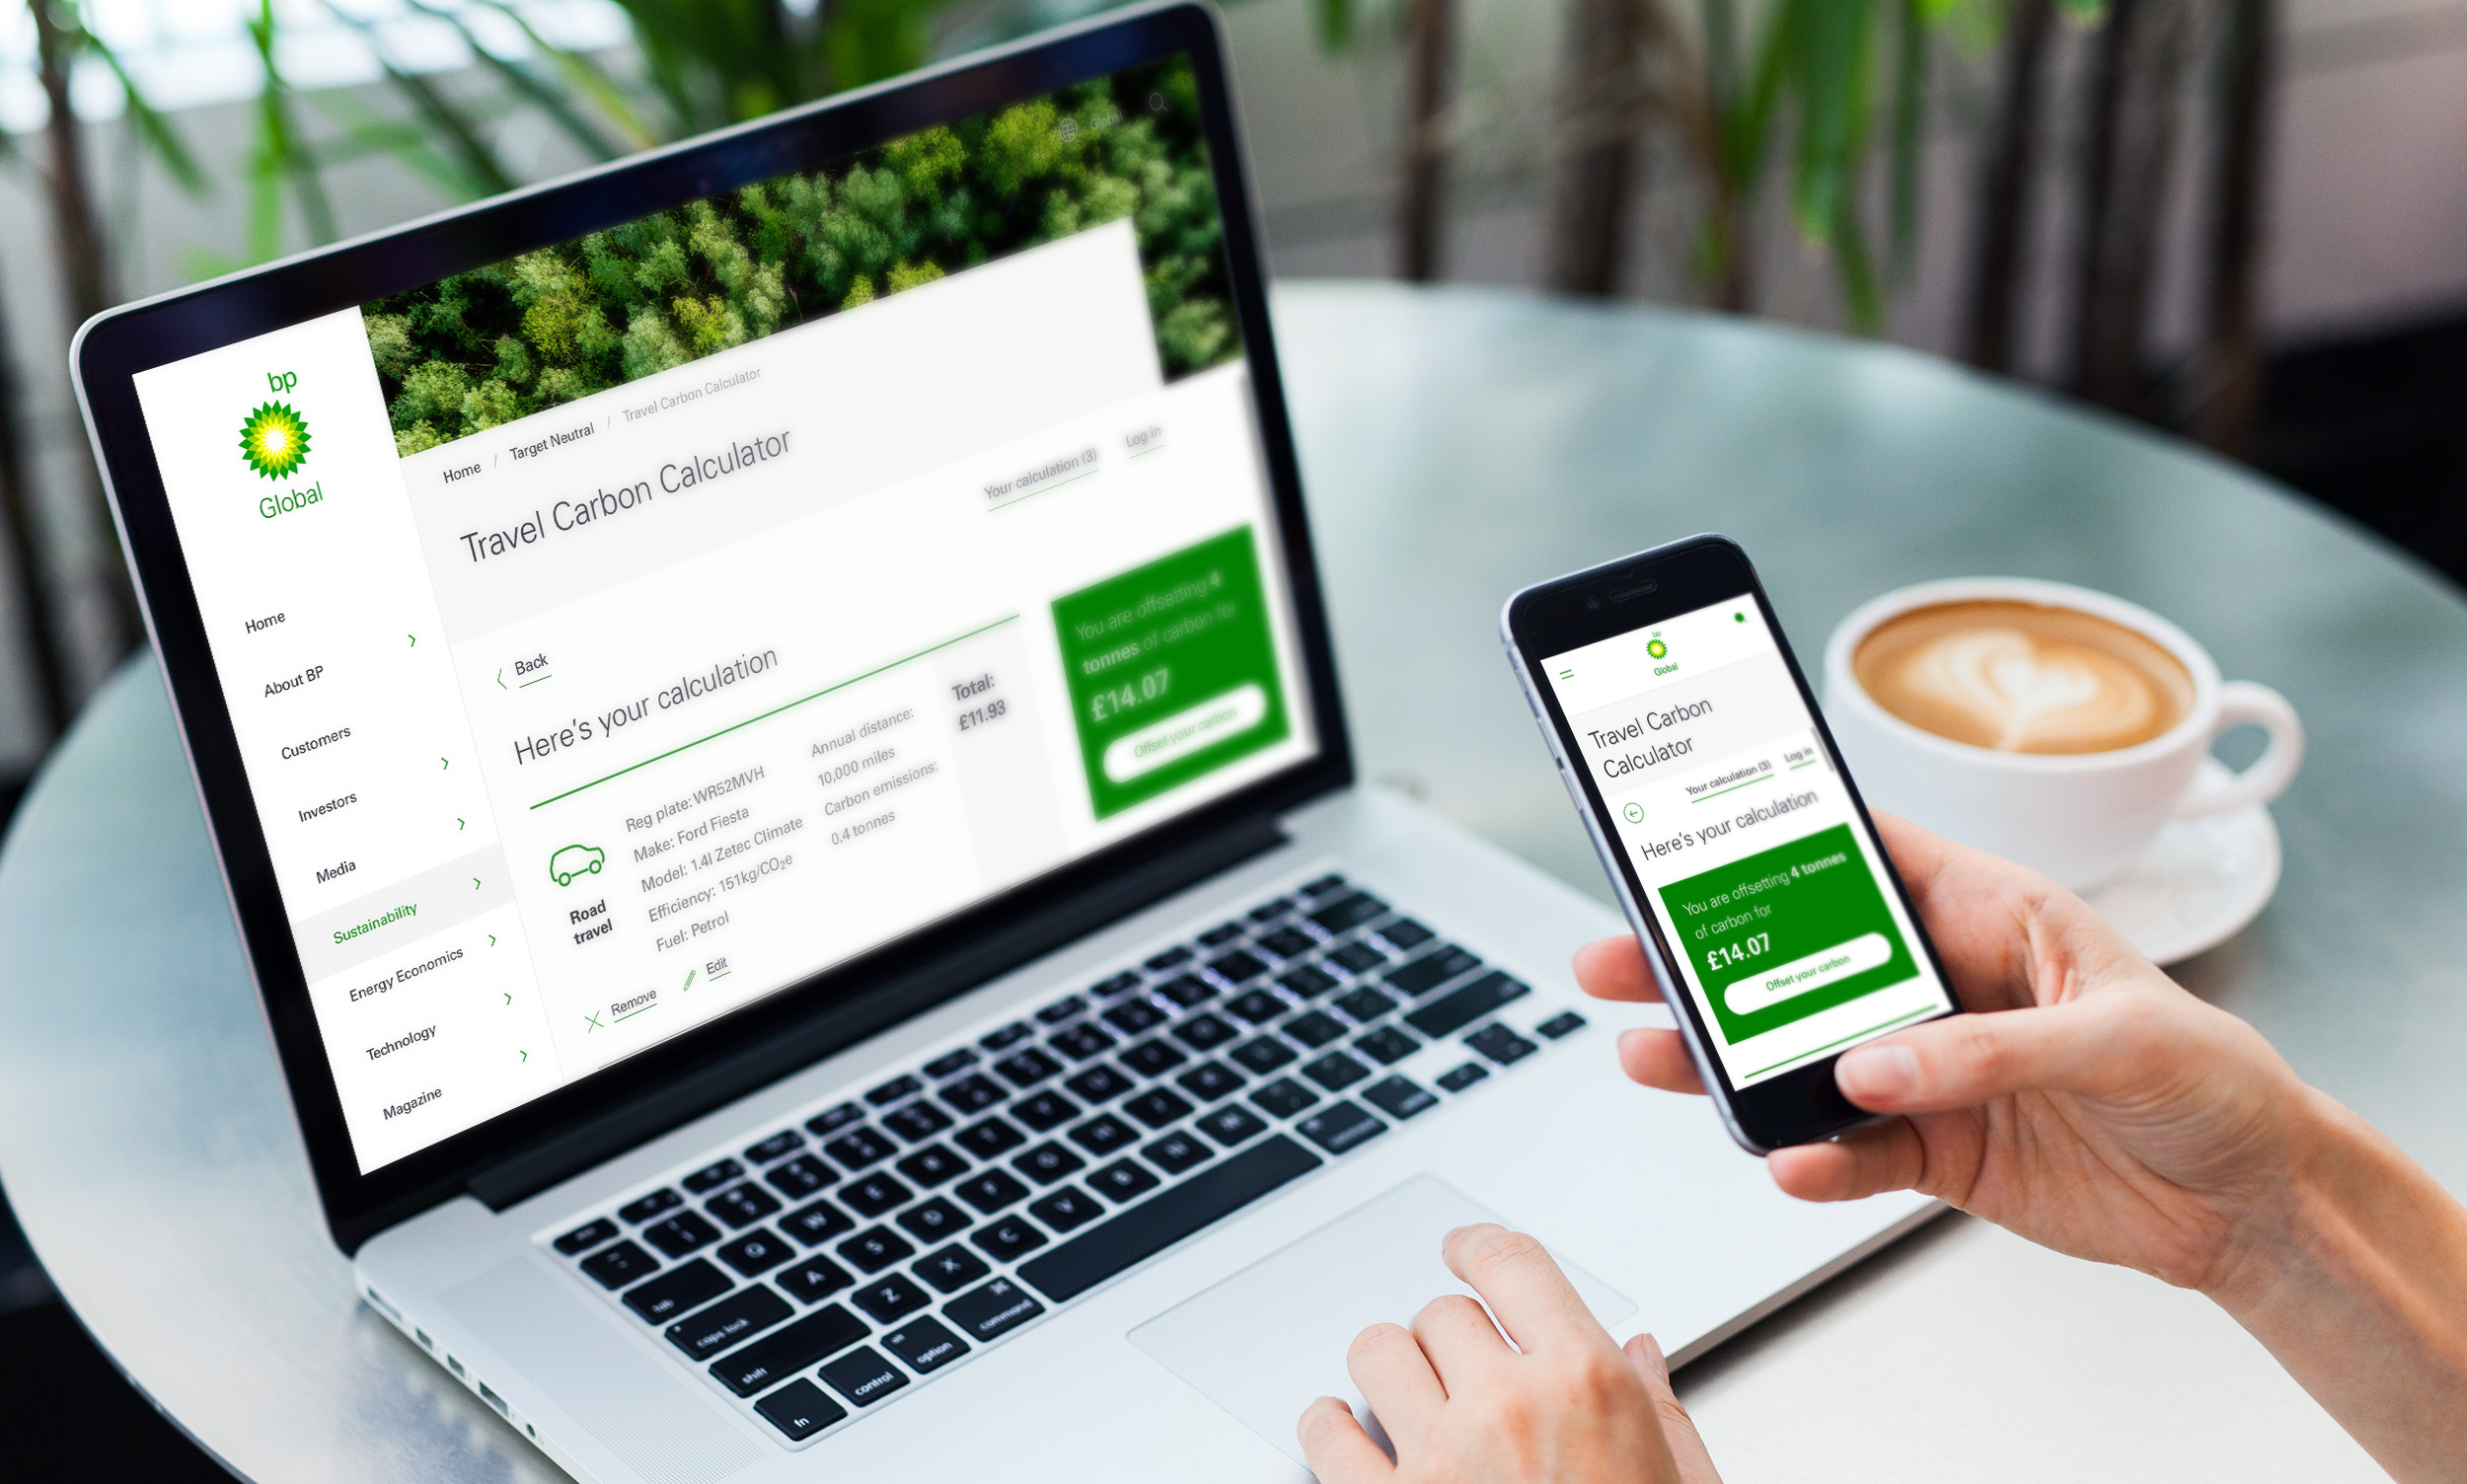 Global
bp
Global
Home
About BP
Customers
Investors
Media
Sustainability
Energy Economics
Technology
Magazine
Home / Target Neutral / Travel Carbon Calculator
Travel Carbon Calculator
Your calculation (3)
Log in
Back
Here's your calculation
Road
travel
Reg plate: WR52MVH
Make: Ford Fiesta
Model: 1.4l Zetec Climate
Efficiency: 151kg/CO₂e
Fuel: Petrol
Annual distance:
10,000 miles
Carbon emissions:
0.4 tonnes
Total:
£11.93
Remove
Edit
You are offsetting 4
tonnes of carbon for
£14.07
Offset your carbon
bp
Global
Travel Carbon
Calculator
Your calculation (3)
Log in
Here's your calculation
You are offsetting 4 tonnes
of carbon for
£14.07
Offset your carbon
tab
Q
W
E
caps lock
A
S
D
shift
Z
X
C
V
B
fn
control
option
command